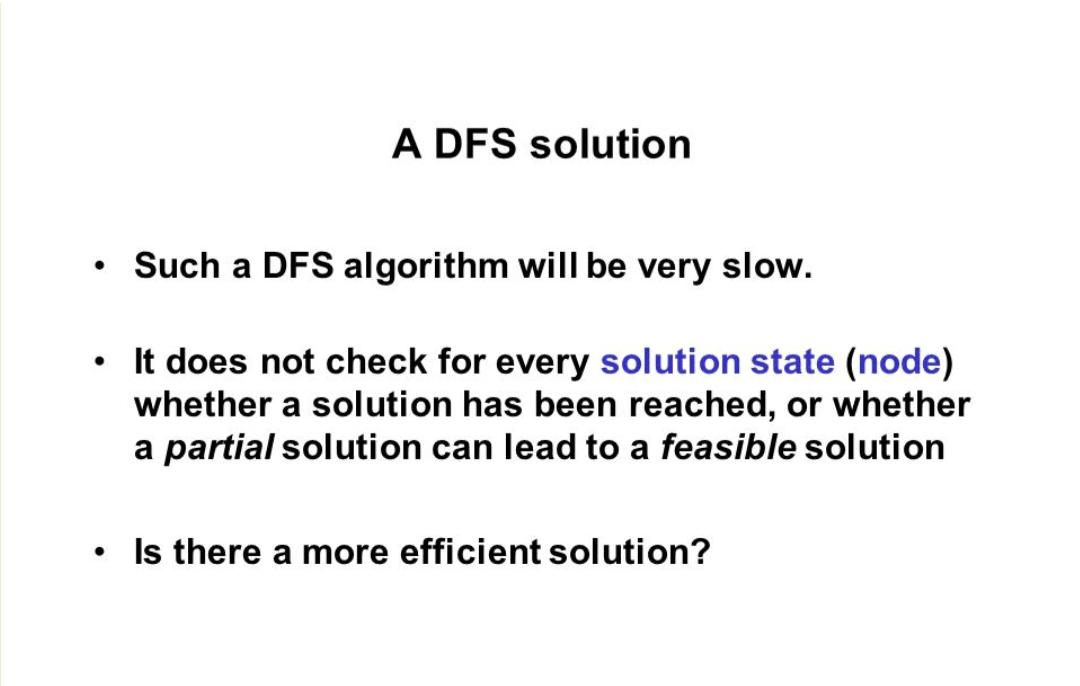 A DFS solution
• Such a DFS algorithm will be very slow.
• It does not check for every solution state (node)
whether a solution has been reached, or whether
a partial solution can lead to a feasible solution
• Is there a more efficient solution?